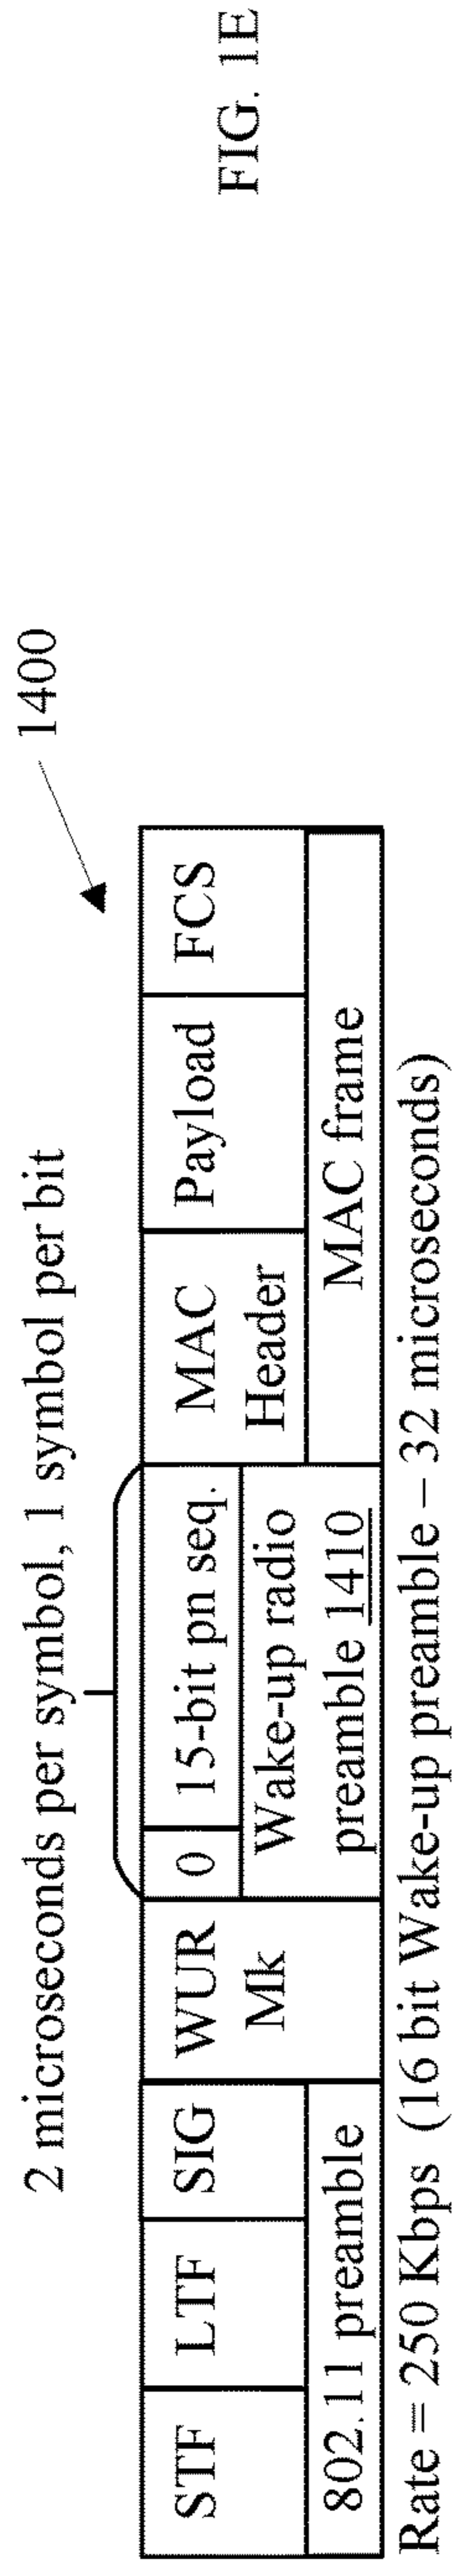 2 microseconds per symbol, 1 symbol per bit
1400
STF
LTF
SIG
802.11 preamble
WUR
Mk
0
15-bit pn seq.
Wake-up radio
preamble 1410
MAC
Header
Payload
FCS
MAC frame
Rate = 250 Kbps (16 bit Wake-up preamble – 32 microseconds)
FIG. 1E